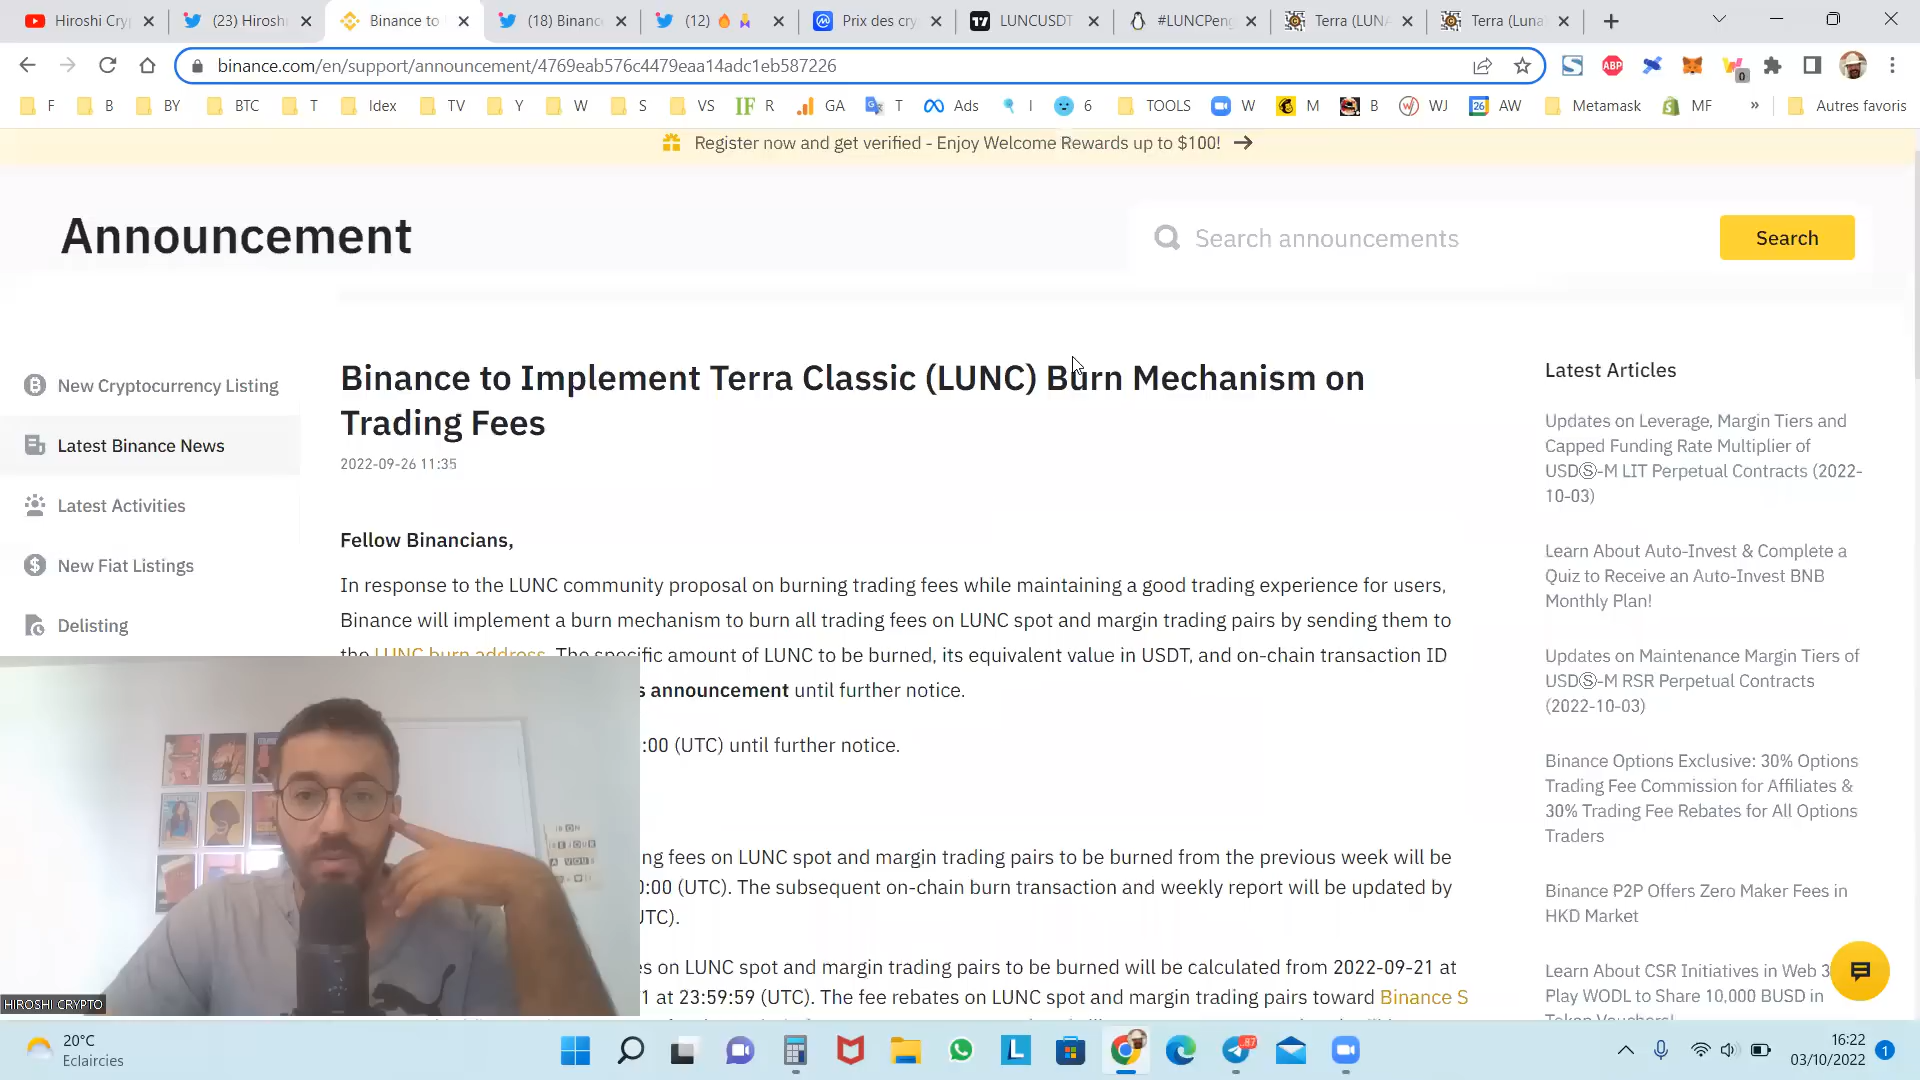 Hiroshi Cry
(23) Hiroshi
Binance to
(18) Binanc
(12)
Prix des cry
LUNCUSDT
#LUNCPeng
Terra (LUNA
Terra (Luna
binance.com/en/support/announcement/4769eab576c4479eaa14adc1eb587226
ABP
0
F
B
BY
BTC
T
Idex
TV
Y
W
S
VS
R
GA
T
Ads
I
6
TOOLS
W
M
B
WJ
26
AW
Metamask
MF
»
Autres favoris
Register now and get verified - Enjoy Welcome Rewards up to $100!
Announcement
Search announcements
Search
New Cryptocurrency Listing
Latest Binance News
Latest Activities
New Fiat Listings
Delisting
Binance to Implement Terra Classic (LUNC) Burn Mechanism on
Trading Fees
2022-09-26 11:35
Fellow Binancians,
In response to the LUNC community proposal on burning trading fees while maintaining a good trading experience for users,
Binance will implement a burn mechanism to burn all trading fees on LUNC spot and margin trading pairs by sending them to
the LUNC burn address. The specific amount of LUNC to be burned, its equivalent value in USDT, and on-chain transaction ID
s announcement until further notice.
:00 (UTC) until further notice.
ng fees on LUNC spot and margin trading pairs to be burned from the previous week will be
0:00 (UTC). The subsequent on-chain burn transaction and weekly report will be updated by
UTC).
es on LUNC spot and margin trading pairs to be burned will be calculated from 2022-09-21 at
1 at 23:59:59 (UTC). The fee rebates on LUNC spot and margin trading pairs toward Binance S
Latest Articles
Updates on Leverage, Margin Tiers and
Capped Funding Rate Multiplier of
USDⓈ-M LIT Perpetual Contracts (2022-
10-03)
Learn About Auto-Invest & Complete a
Quiz to Receive an Auto-Invest BNB
Monthly Plan!
Updates on Maintenance Margin Tiers of
USDⓈ-M RSR Perpetual Contracts
(2022-10-03)
Binance Options Exclusive: 30% Options
Trading Fee Commission for Affiliates &
30% Trading Fee Rebates for All Options
Traders
Binance P2P Offers Zero Maker Fees in
HKD Market
Learn About CSR Initiatives in Web 3
Play WODL to Share 10,000 BUSD in
Token Vouchers!
HIROSHI CRYPTO
20°C
Eclaircies
L
87
16:22
03/10/2022
1